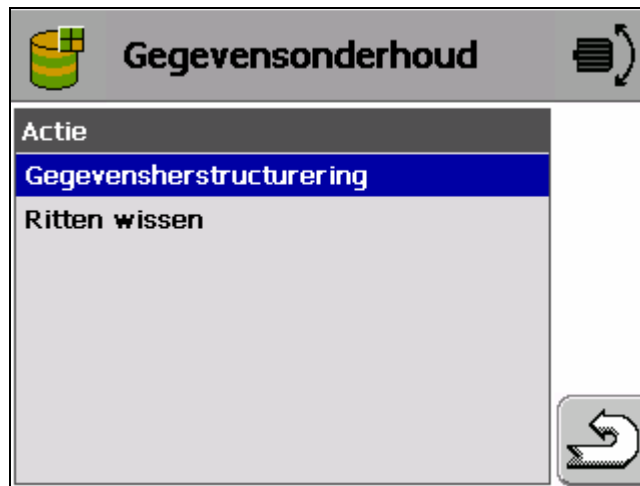 Gegevensonderhoud
Actie
Gegevensherstructurering
Ritten wissen